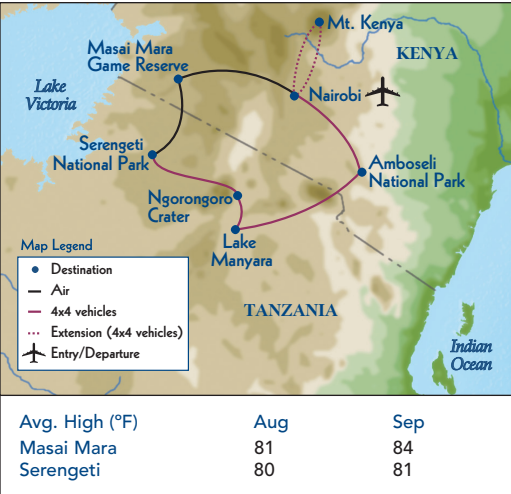 Mt. Kenya
KENYA
Masai Mara
Game Reserve
Lake
Victoria
Nairobi
Serengeti
National Park
Amboseli
National Park
Ngorongoro
Crater
Lake
Manyara
Map Legend
Destination
Air
4x4 vehicles
Extension (4x4 vehicles)
Entry/Departure
TANZANIA
Indian
Ocean
Avg. High (ºF) Aug Sep
Masai Mara 81 84
Serengeti 80 81